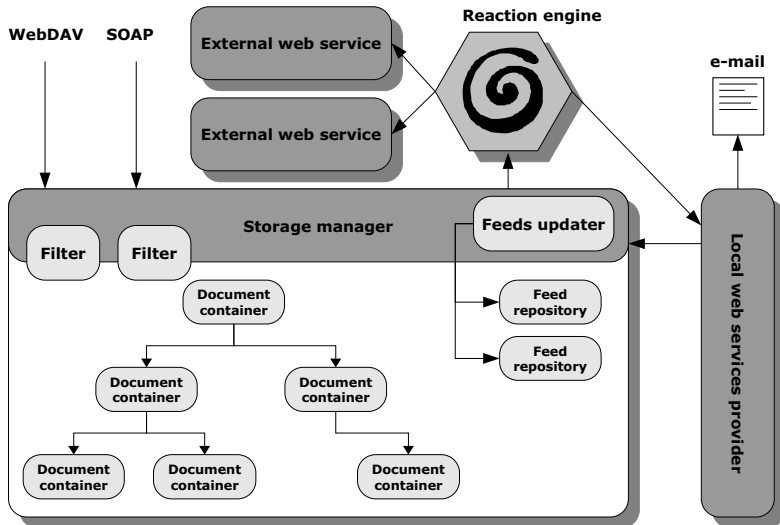 Reaction engine
WebDAV
SOAP
External web service
e-mail
External web service
Storage manager
Feeds updater
Filter
Filter
Document
container
Feed
repository
Feed
repository
Document
container
Document
container
Document
container
Document
container
Document
container
Local web services provider